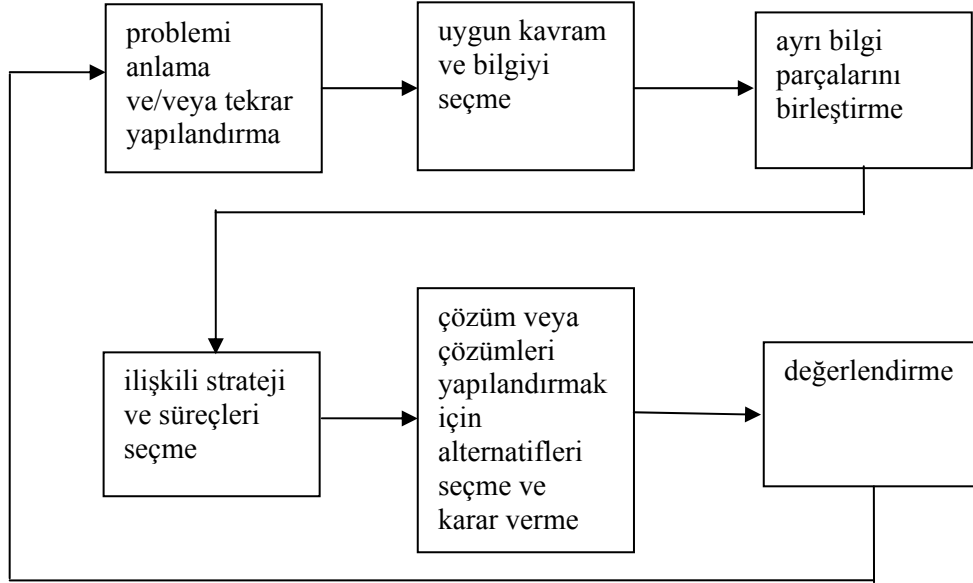 problemi
anlama
ve/veya tekrar
yapılandırma
uygun kavram
ve bilgiyi
seçme
ayrı bilgi
parçalarını
birleştirme
ilişkili strateji
ve süreçleri
seçme
çözüm veya
çözümleri
yapılandırmak
için
alternatifleri
seçme ve
karar verme
değerlendirme